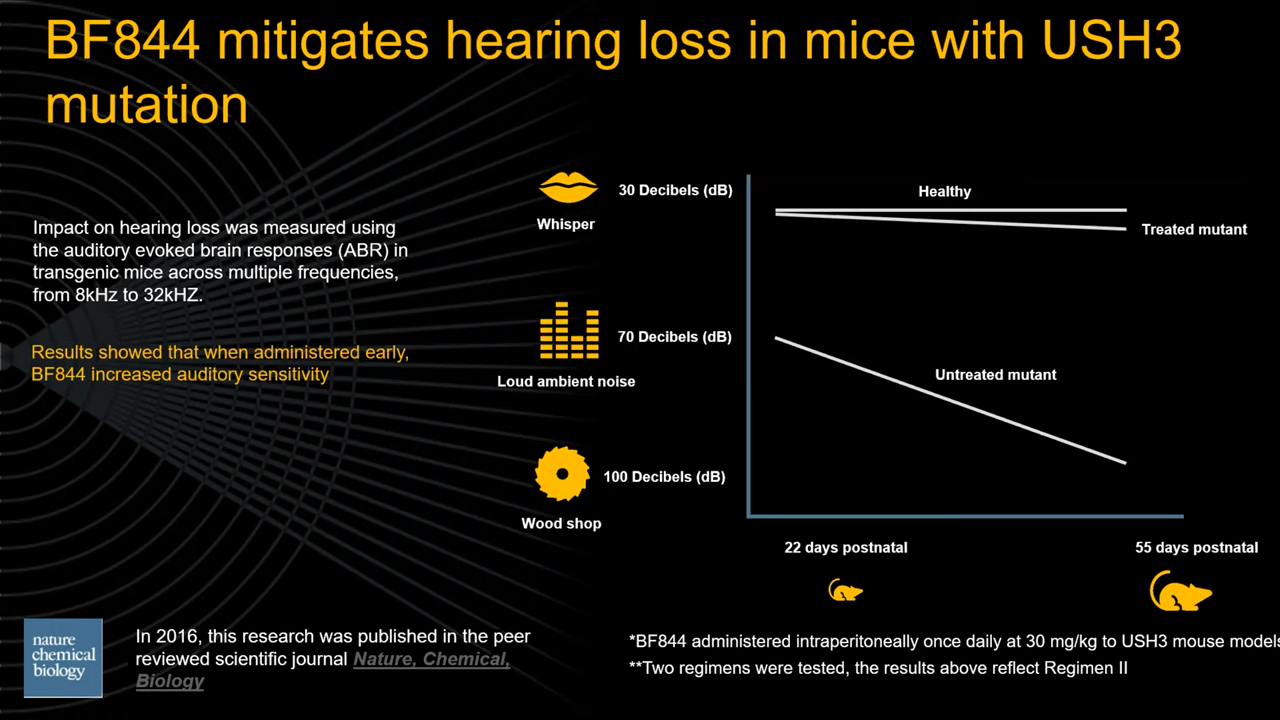 BF844 mitigates hearing loss in mice with USH3
mutation
Impact on hearing loss was measured using
the auditory evoked brain responses (ABR) in
transgenic mice across multiple frequencies,
from 8kHz to 32kHZ.
Results showed that when administered early,
BF844 increased auditory sensitivity
30 Decibels (dB)
Whisper
70 Decibels (dB)
Loud ambient noise
100 Decibels (dB)
Wood shop
Healthy
Treated mutant
Untreated mutant
22 days postnatal
55 days postnatal
nature
chemical
biology
In 2016, this research was published in the peer
reviewed scientific journal Nature, Chemical,
Biology
*BF844 administered intraperitoneally once daily at 30 mg/kg to USH3 mouse models
**Two regimens were tested, the results above reflect Regimen II